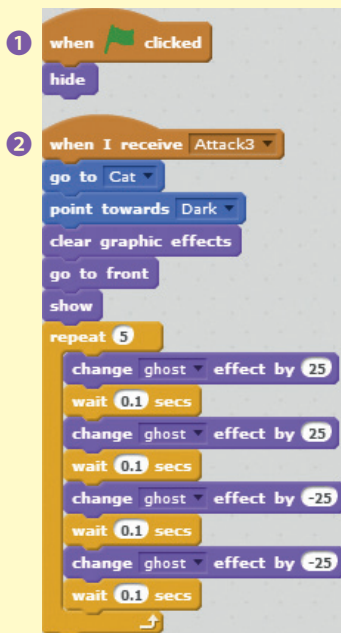 1 when clicked
hide
2 when I receive Attack3
go to Cat
point towards Dark
clear graphic effects
go to front
show
repeat 5
change ghost effect by 25
wait 0.1 secs
change ghost effect by 25
wait 0.1 secs
change ghost effect by -25
wait 0.1 secs
change ghost effect by -25
wait 0.1 secs